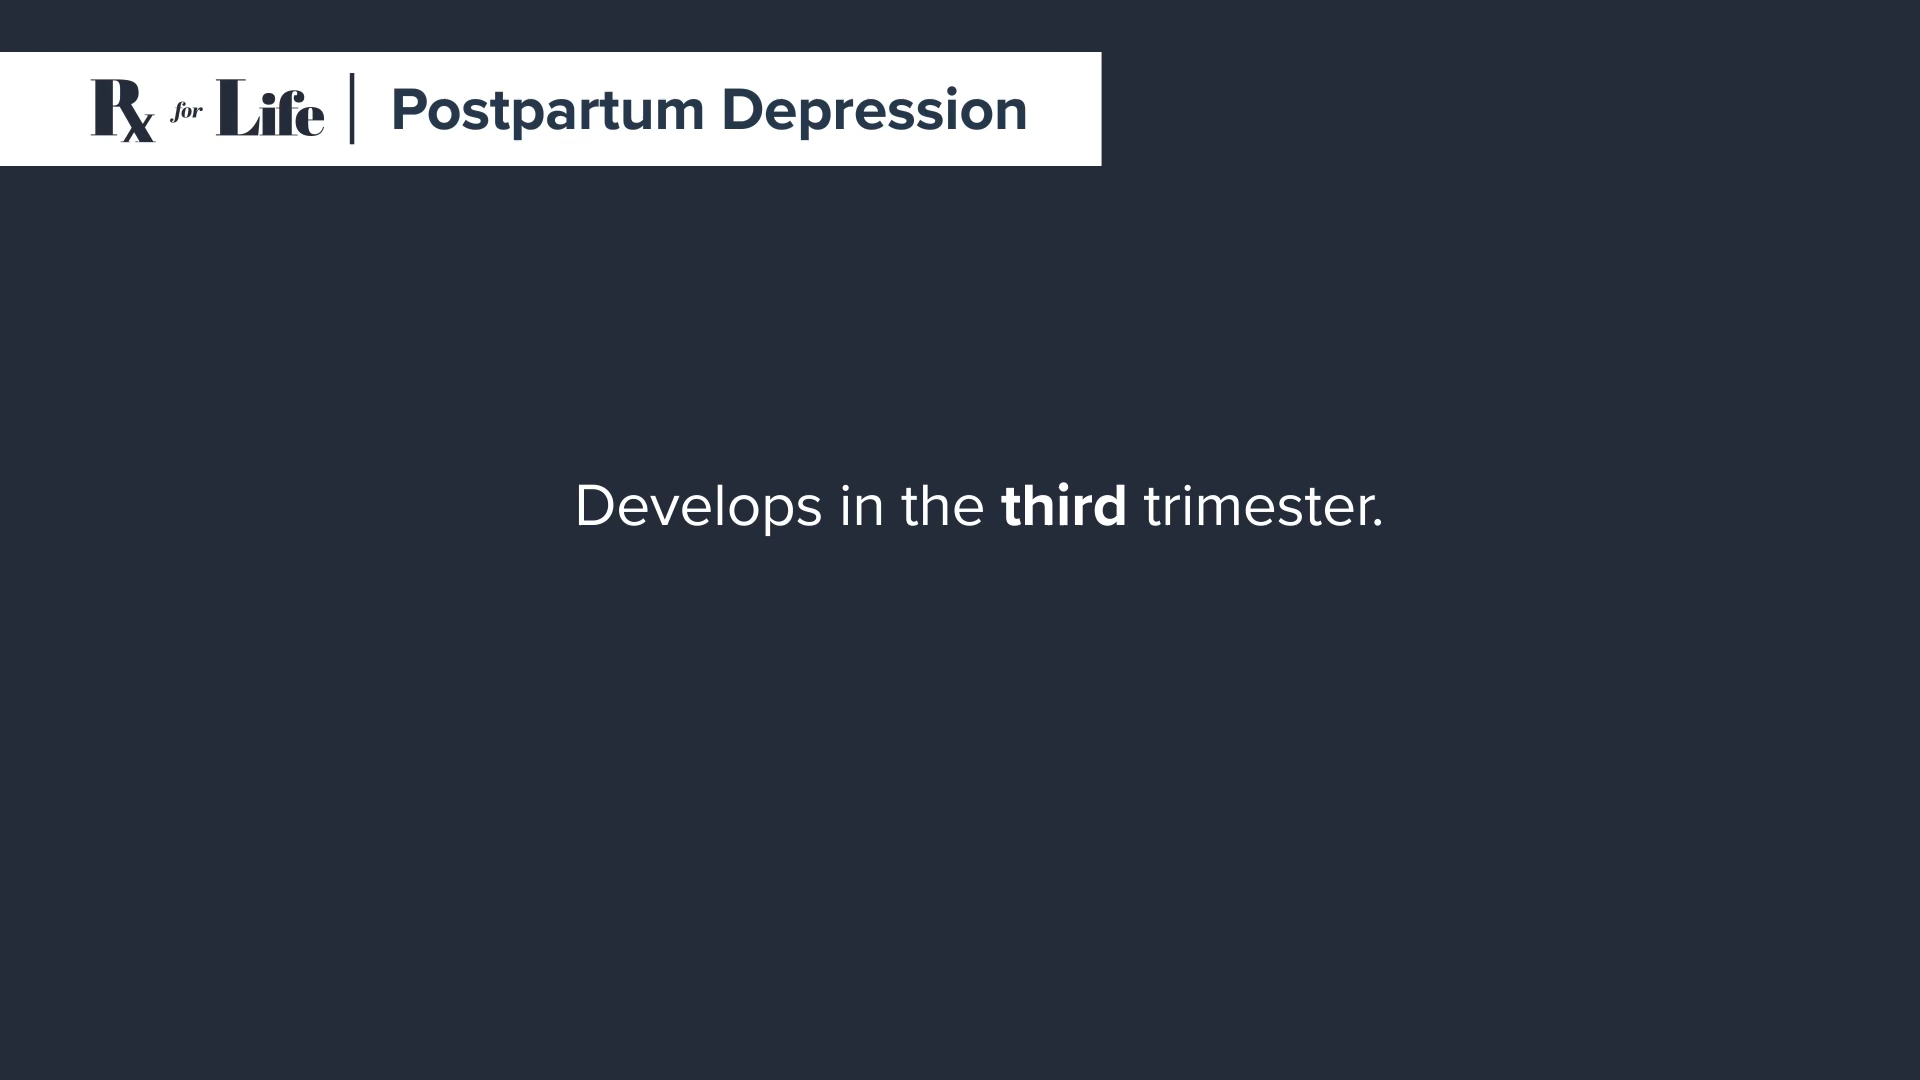 Rx for Life | Postpartum Depression
Develops in the third trimester.